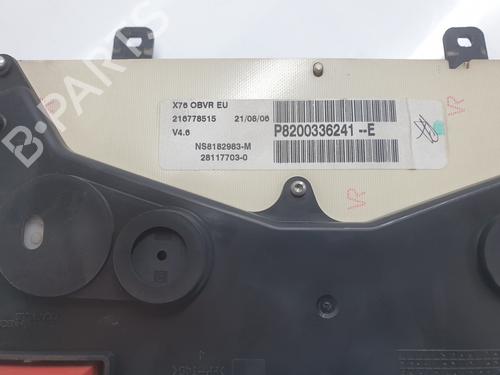 X76 OBVR EU
216778515 21/08/06
V4.6
P8200336241--E
NS8182983-M
28117703-0
VR
VR
B-PARTS